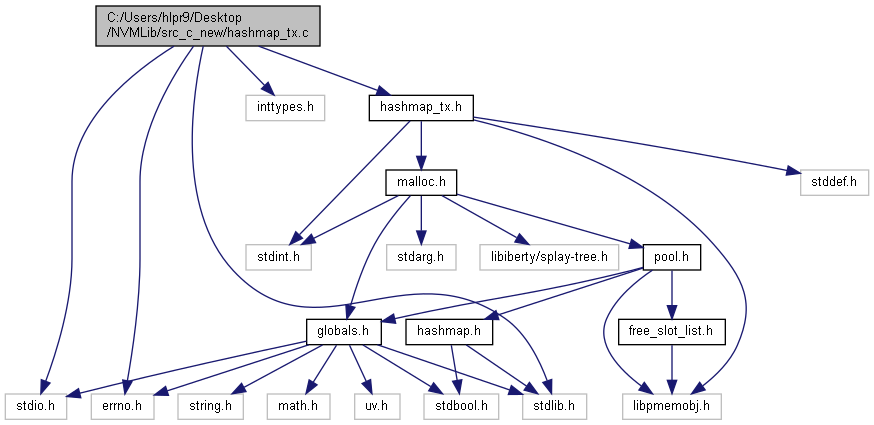 C:/Users/hlpr9/Desktop
/NVMLib/src_c_new/hashmap_tx.c
inttypes.h
hashmap_tx.h
malloc.h
stddef.h
stdint.h
stdarg.h
libiberty/splay-tree.h
pool.h
globals.h
hashmap.h
free_slot_list.h
stdio.h
errno.h
string.h
math.h
uv.h
stdbool.h
stdlib.h
libpmemobj.h